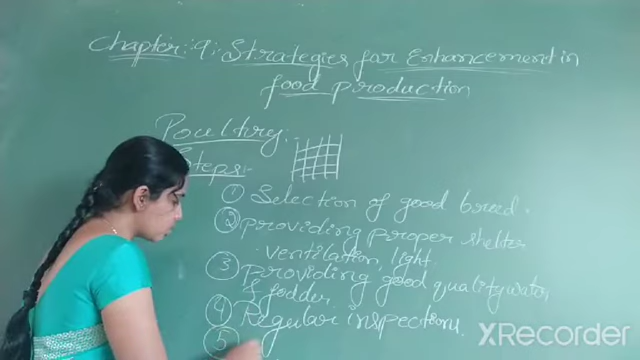 Chapter: 9: Strategies for Enhancement in
food production
Poultry:
Steps:
① Selection of good breed.
② providing proper shelter
ventilation, light.
③ providing good quality water
& fodder.
④ Regular inspections.
⑤
XRecorder